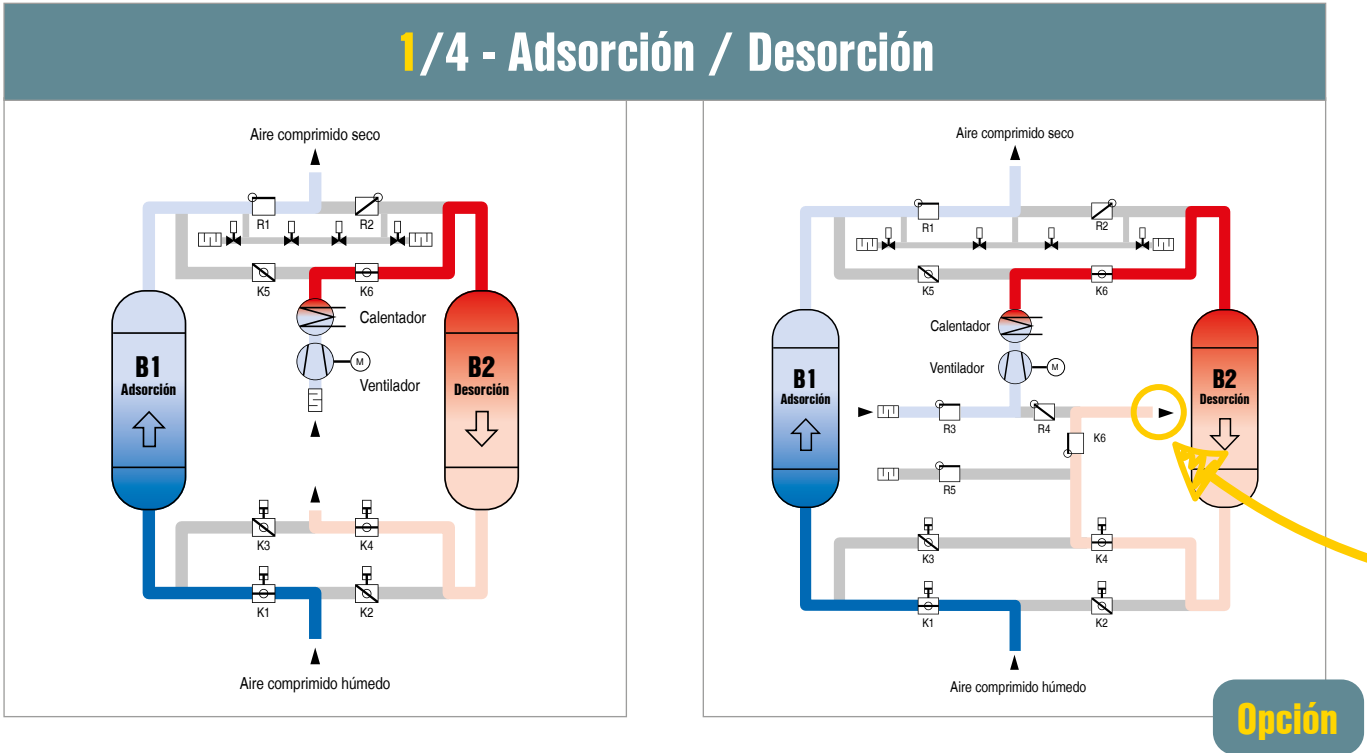 1/4 - Adsorción / Desorción
Aire comprimido seco
R1
R2
K5
K6
Calentador
M
Ventilador
B1
Adsorción
B2
Desorción
K3
K4
K1
K2
Aire comprimido húmedo
Aire comprimido seco
R1
R2
K5
K6
Calentador
Ventilador
M
B1
Adsorción
B2
Desorción
R3
R4
K6
R5
K3
K4
K1
K2
Aire comprimido húmedo
Opción